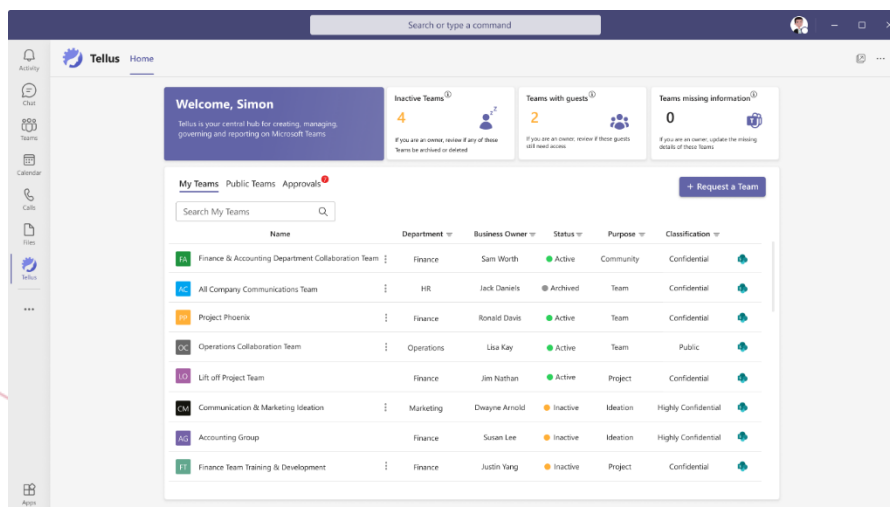 Search or type a command
Activity
Chat
Teams
Calendar
Calls
Files
Tellus
Apps
Tellus Home
Welcome, Simon
Tellus is your central hub for creating, managing,
governing and reporting on Microsoft Teams
Inactive Teams
4
If you are an owner, review if any of these
Teams be archived or deleted
Teams with guests
2
If you are an owner, review if these guests
still need access
Teams missing information
0
If you are an owner, update the missing
details of these Teams
My Teams Public Teams Approvals
+ Request a Team
Search My Teams
Name Department Business Owner Status Purpose Classification
FA Finance & Accounting Department Collaboration Team Finance Sam Worth Active Community Confidential
AC All Company Communications Team HR Jack Daniels Archived Team Confidential
PP Project Phoenix Finance Ronald Davis Active Team Confidential
OC Operations Collaboration Team Operations Lisa Kay Active Team Public
LO Lift off Project Team Finance Jim Nathan Active Project Confidential
CM Communication & Marketing Ideation Marketing Dwayne Arnold Inactive Ideation Highly Confidential
AG Accounting Group Finance Susan Lee Inactive Ideation Highly Confidential
FT Finance Team Training & Development Finance Justin Yang Inactive Project Confidential